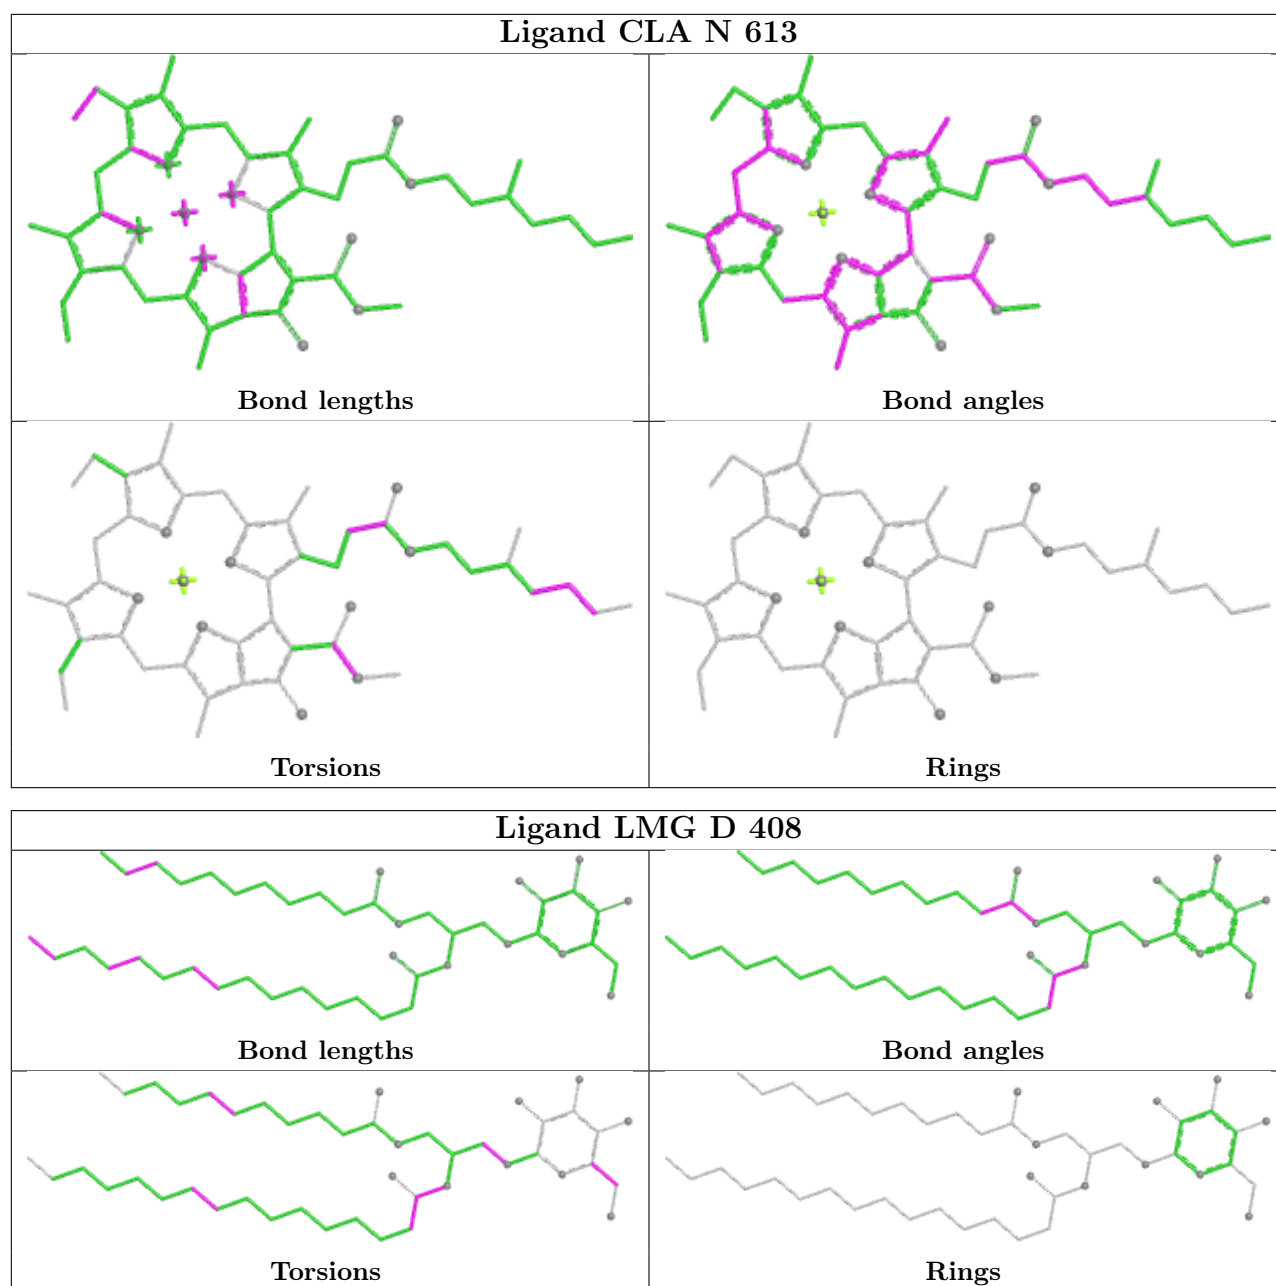 Ligand CLA N 613
Bond lengths
Bond angles
Torsions
Rings
Ligand LMG D 408
Bond lengths
Bond angles
Torsions
Rings